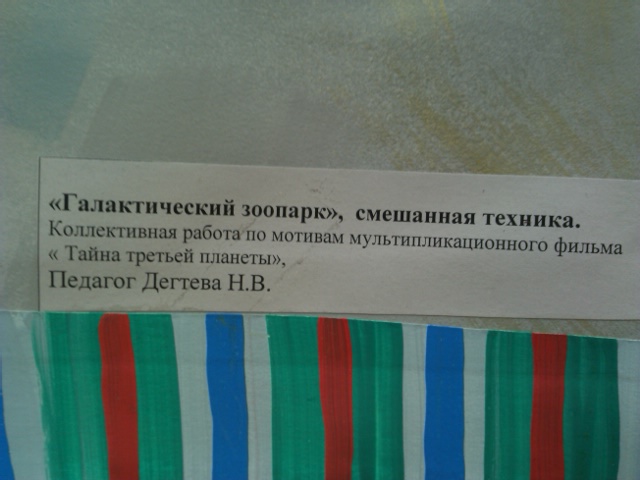 «Галактический зоопарк», смешанная техника.
Коллективная работа по мотивам мультипликационного фильма
« Тайна третьей планеты»,
Педагог Дегтева Н.В.